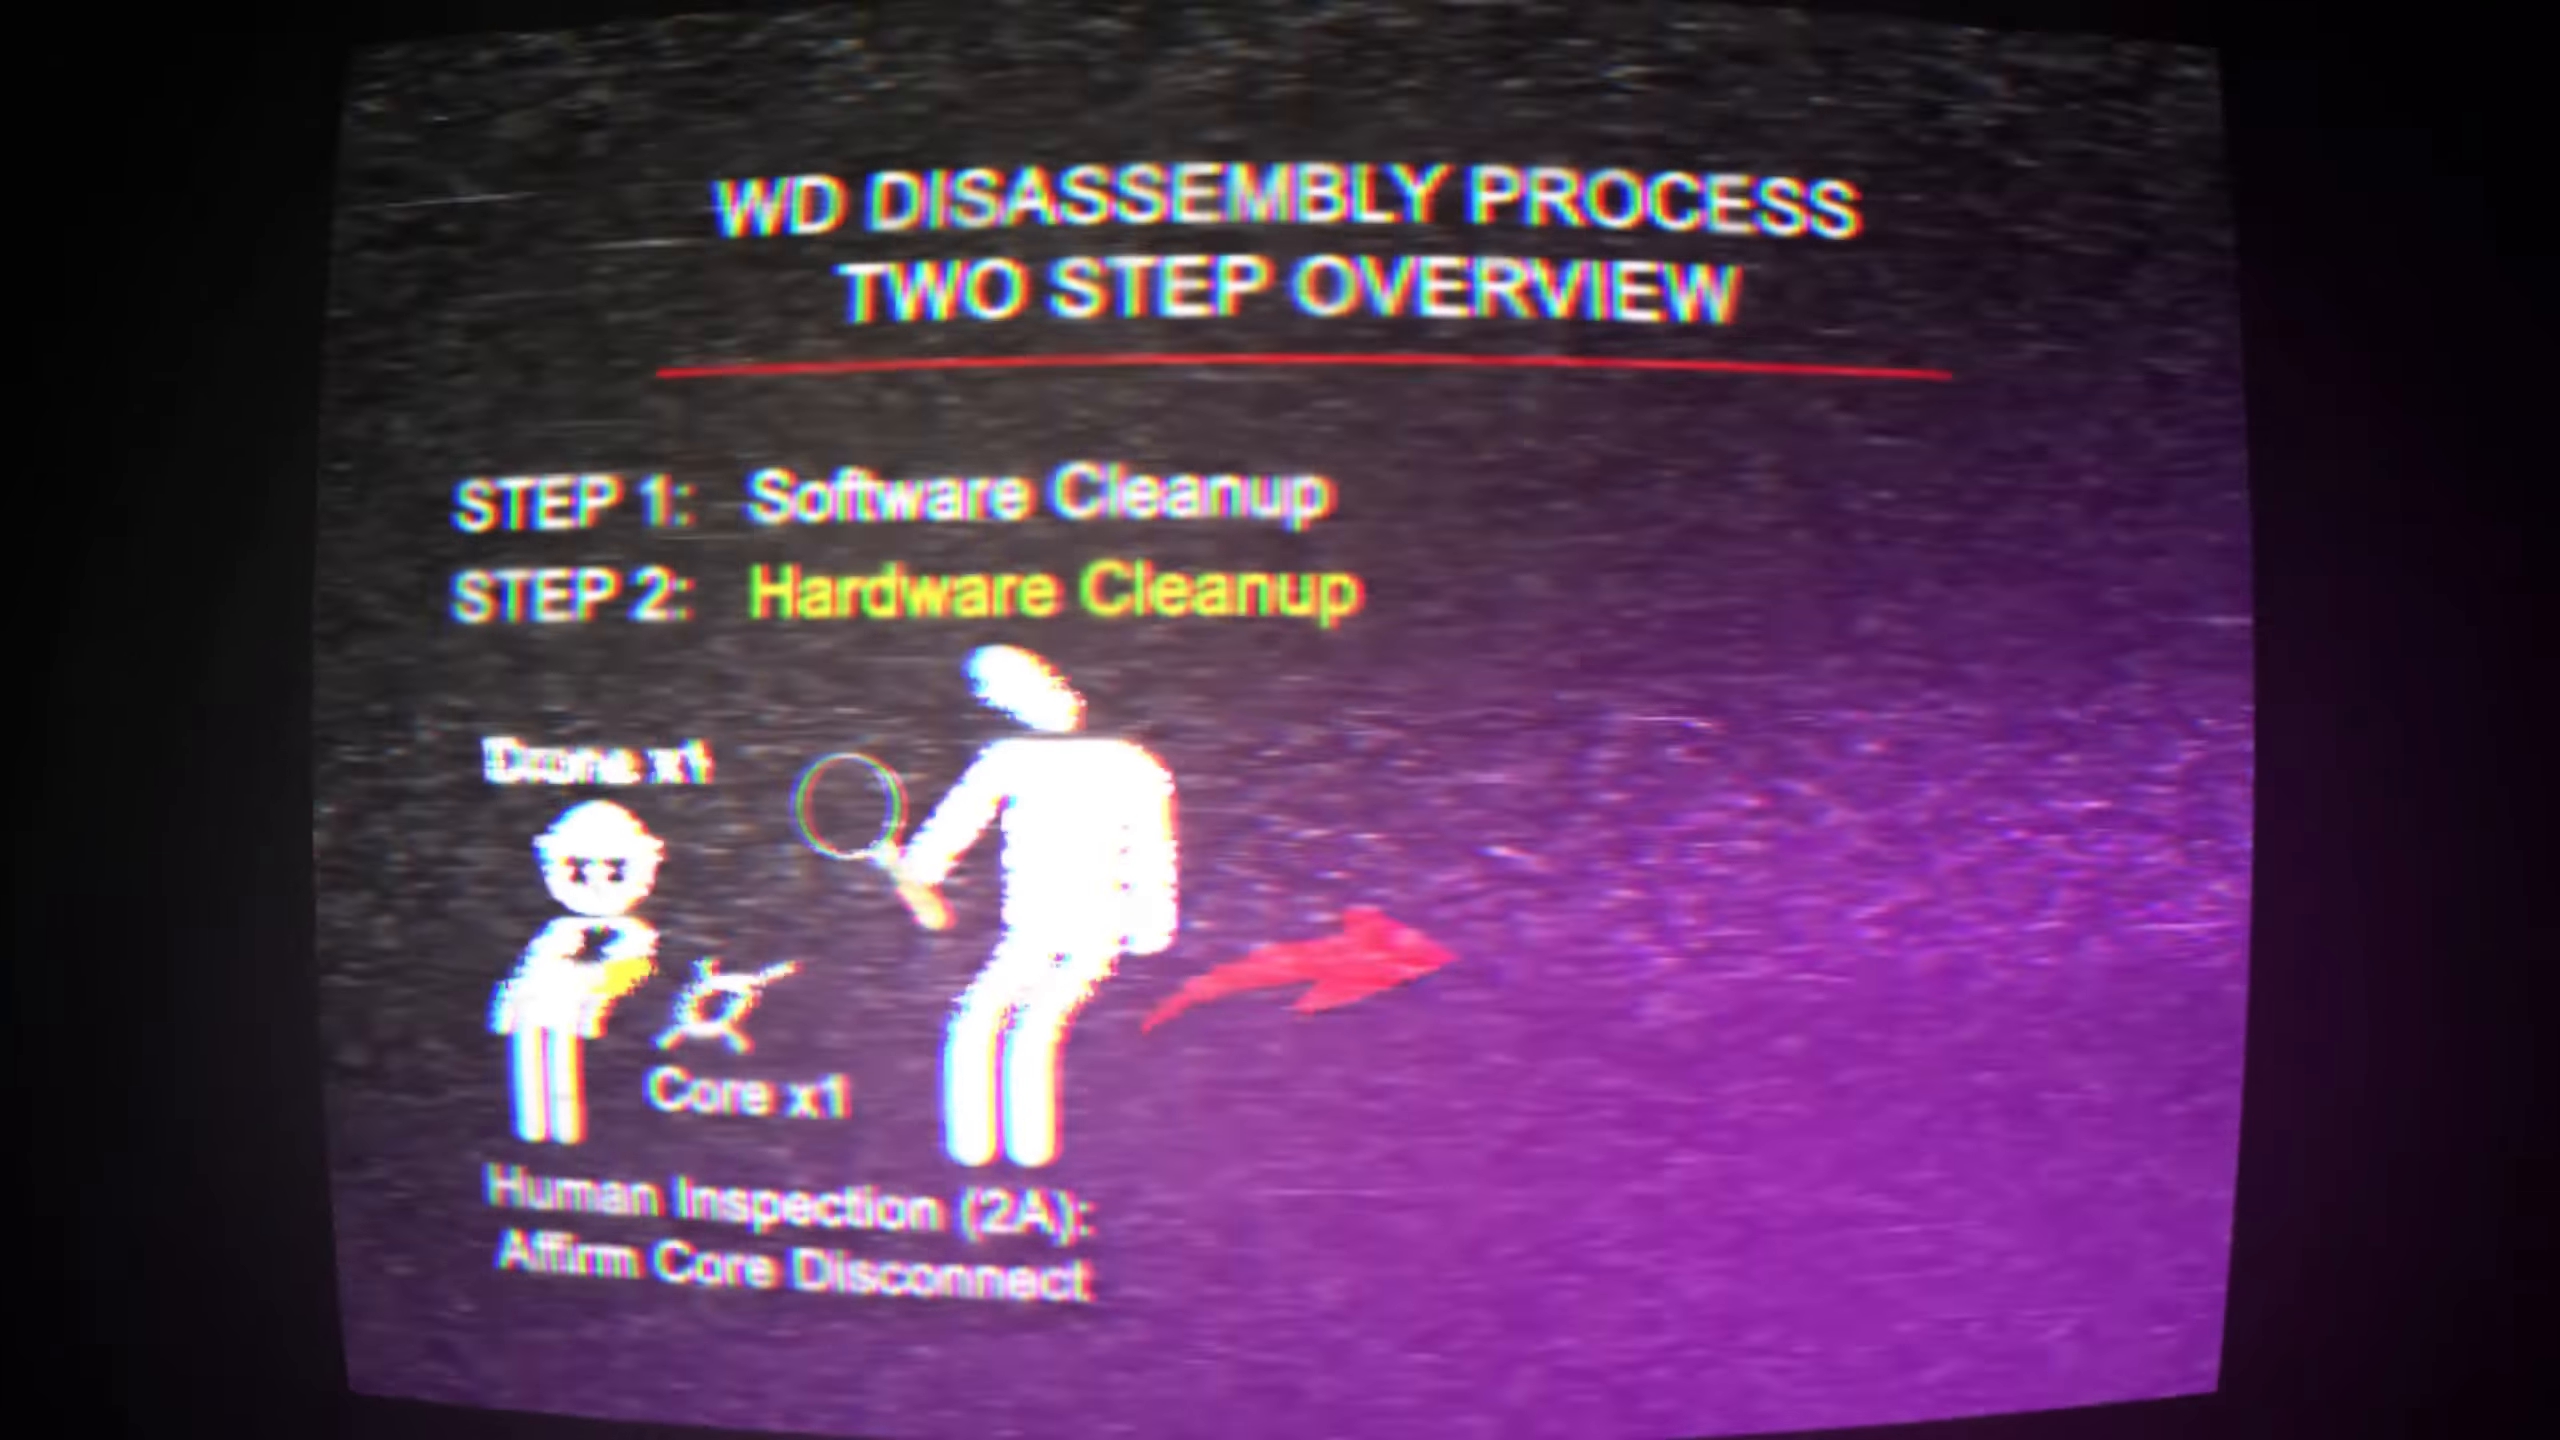 WD DISASSEMBLY PROCESS
TWO STEP OVERVIEW
STEP 1: Software Cleanup
STEP 2: Hardware Cleanup
Drone x1
Core x1
Human Inspection (2A):
Affirm Core Disconnect